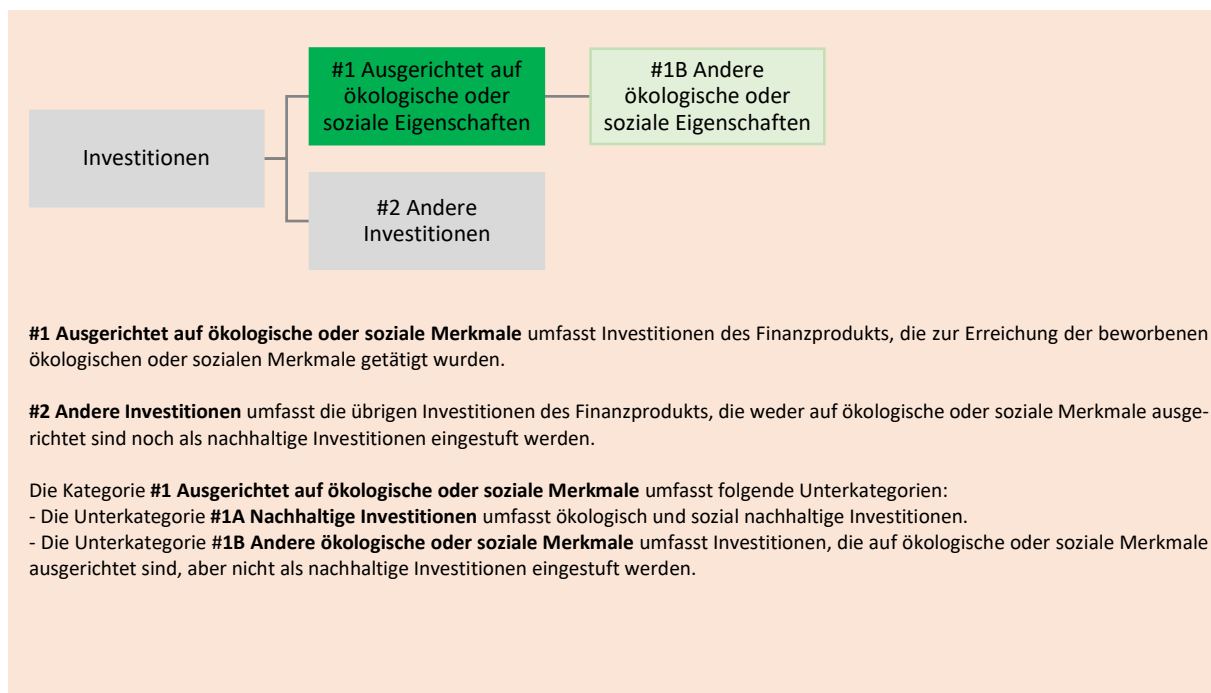 #1 Ausgerichtet auf
ökologische oder
soziale Eigenschaften
#1B Andere
ökologische oder
soziale Eigenschaften
Investitionen
#2 Andere
Investitionen
#1 Ausgerichtet auf ökologische oder soziale Merkmale umfasst Investitionen des Finanzprodukts, die zur Erreichung der beworbenen
ökologischen oder sozialen Merkmale getätigt wurden.
#2 Andere Investitionen umfasst die übrigen Investitionen des Finanzprodukts, die weder auf ökologische oder soziale Merkmale ausge-
richtet sind noch als nachhaltige Investitionen eingestuft werden.
Die Kategorie #1 Ausgerichtet auf ökologische oder soziale Merkmale umfasst folgende Unterkategorien:
- Die Unterkategorie #1A Nachhaltige Investitionen umfasst ökologisch und sozial nachhaltige Investitionen.
- Die Unterkategorie #1B Andere ökologische oder soziale Merkmale umfasst Investitionen, die auf ökologische oder soziale Merkmale
ausgerichtet sind, aber nicht als nachhaltige Investitionen eingestuft werden.